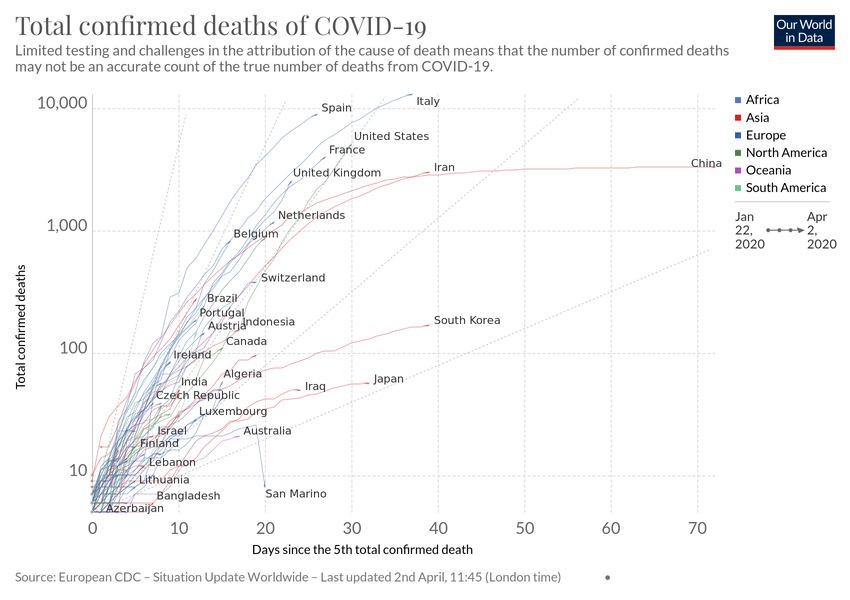 Total confirmed deaths of COVID-19
Our World
in Data
Limited testing and challenges in the attribution of the cause of death means that the number of confirmed deaths
may not be an accurate count of the true number of deaths from COVID-19.
10,000
1,000
100
10
Total confirmed deaths
Spain
Italy
United States
France
United Kingdom
Iran
China
Netherlands
Belgium
Switzerland
Brazil
Portugal
Austria
Indonesia
South Korea
Canada
Ireland
Algeria
India
Iraq
Japan
Czech Republic
Luxembourg
Israel
Australia
Finland
Lebanon
Lithuania
Bangladesh
San Marino
Azerbaijan
0
10
20
30
40
50
60
70
Days since the 5th total confirmed death
Africa
Asia
Europe
North America
Oceania
South America
Jan
22,
2020
Apr
2,
2020
Source: European CDC – Situation Update Worldwide – Last updated 2nd April, 11:45 (London time)